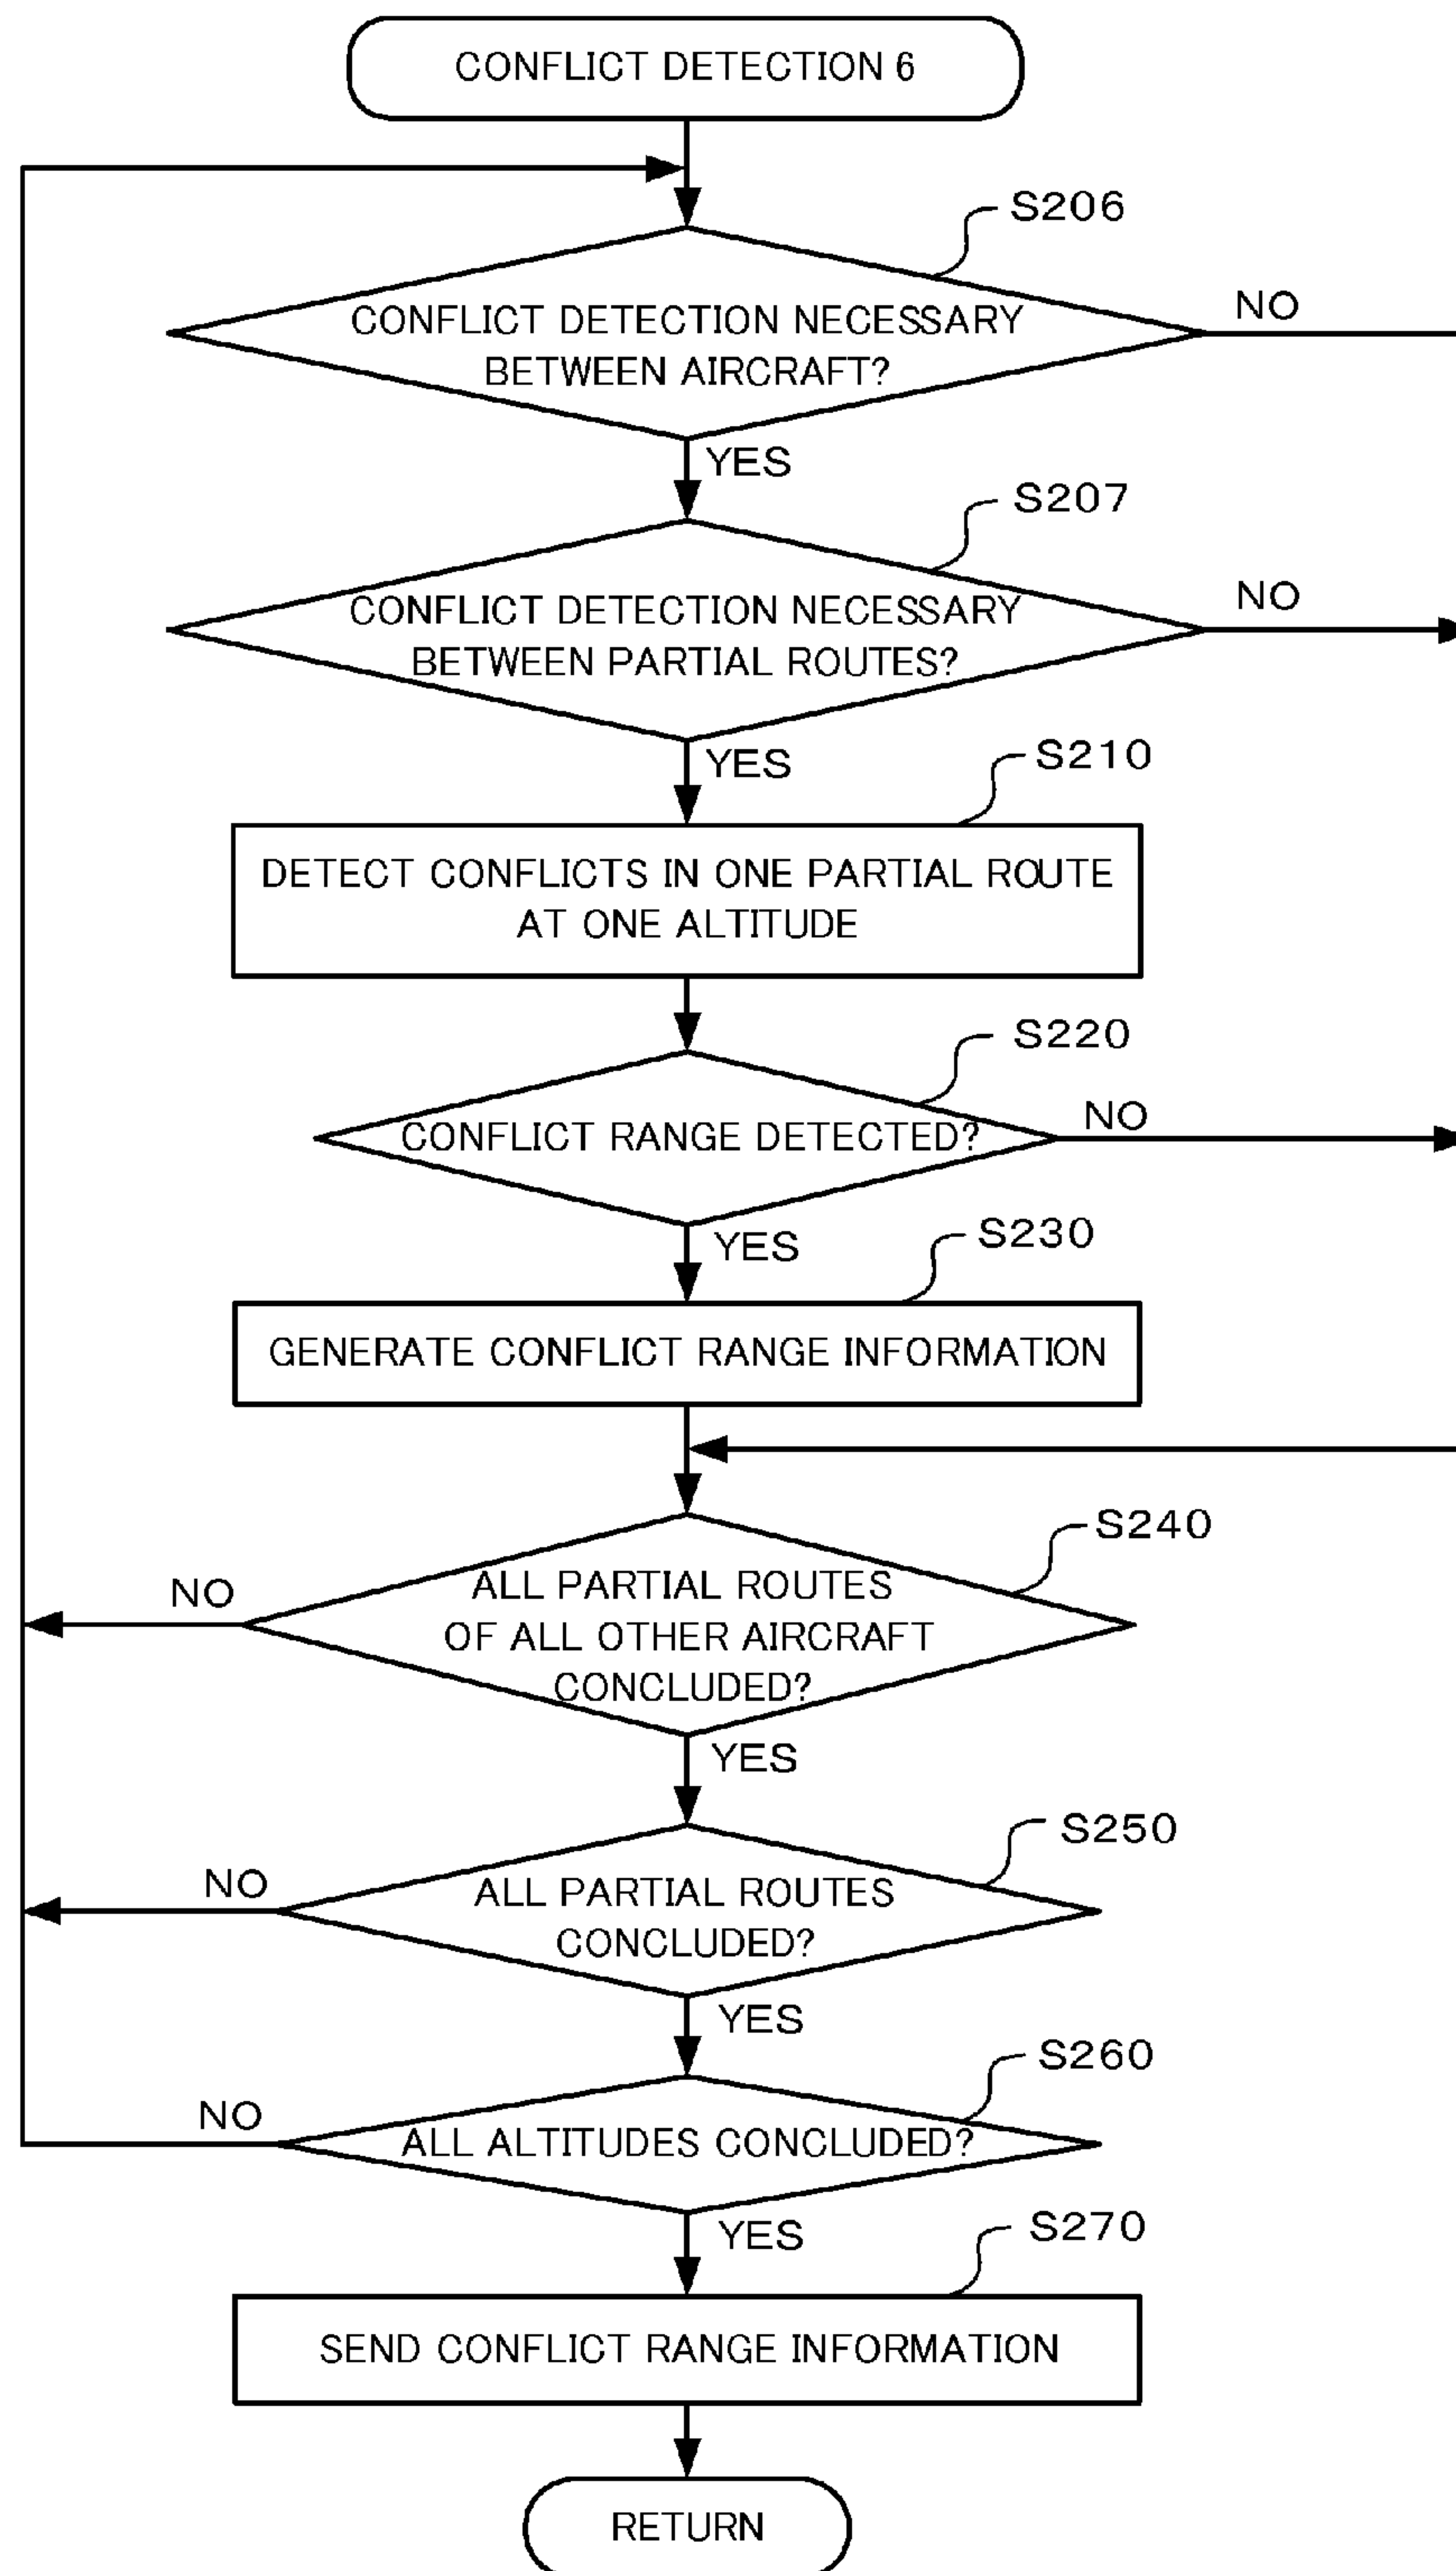 CONFLICT DETECTION 6
S206
CONFLICT DETECTION NECESSARY
BETWEEN AIRCRAFT?
NO
YES
S207
CONFLICT DETECTION NECESSARY
BETWEEN PARTIAL ROUTES?
NO
YES
S210
DETECT CONFLICTS IN ONE PARTIAL ROUTE
AT ONE ALTITUDE
S220
CONFLICT RANGE DETECTED?
NO
YES
S230
GENERATE CONFLICT RANGE INFORMATION
S240
ALL PARTIAL ROUTES
OF ALL OTHER AIRCRAFT
CONCLUDED?
NO
YES
S250
ALL PARTIAL ROUTES
CONCLUDED?
NO
YES
S260
ALL ALTITUDES CONCLUDED?
NO
YES
S270
SEND CONFLICT RANGE INFORMATION
RETURN